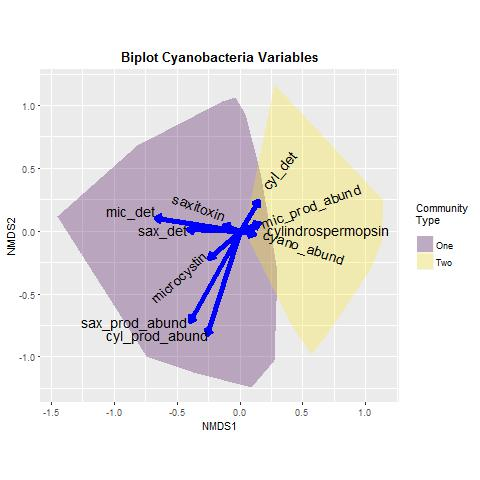 Biplot Cyanobacteria Variables
NMDS2
1.0
0.5
0.0
-0.5
-1.0
cyl_det
mic_prod_abund
saxitoxin
mic_det
sax_det
cylindrospermopsin
cyano_abund
microcystin
sax_prod_abund
cyl_prod_abund
-1.5
-1.0
-0.5
0.0
0.5
1.0
NMDS1
Community
Type
One
Two